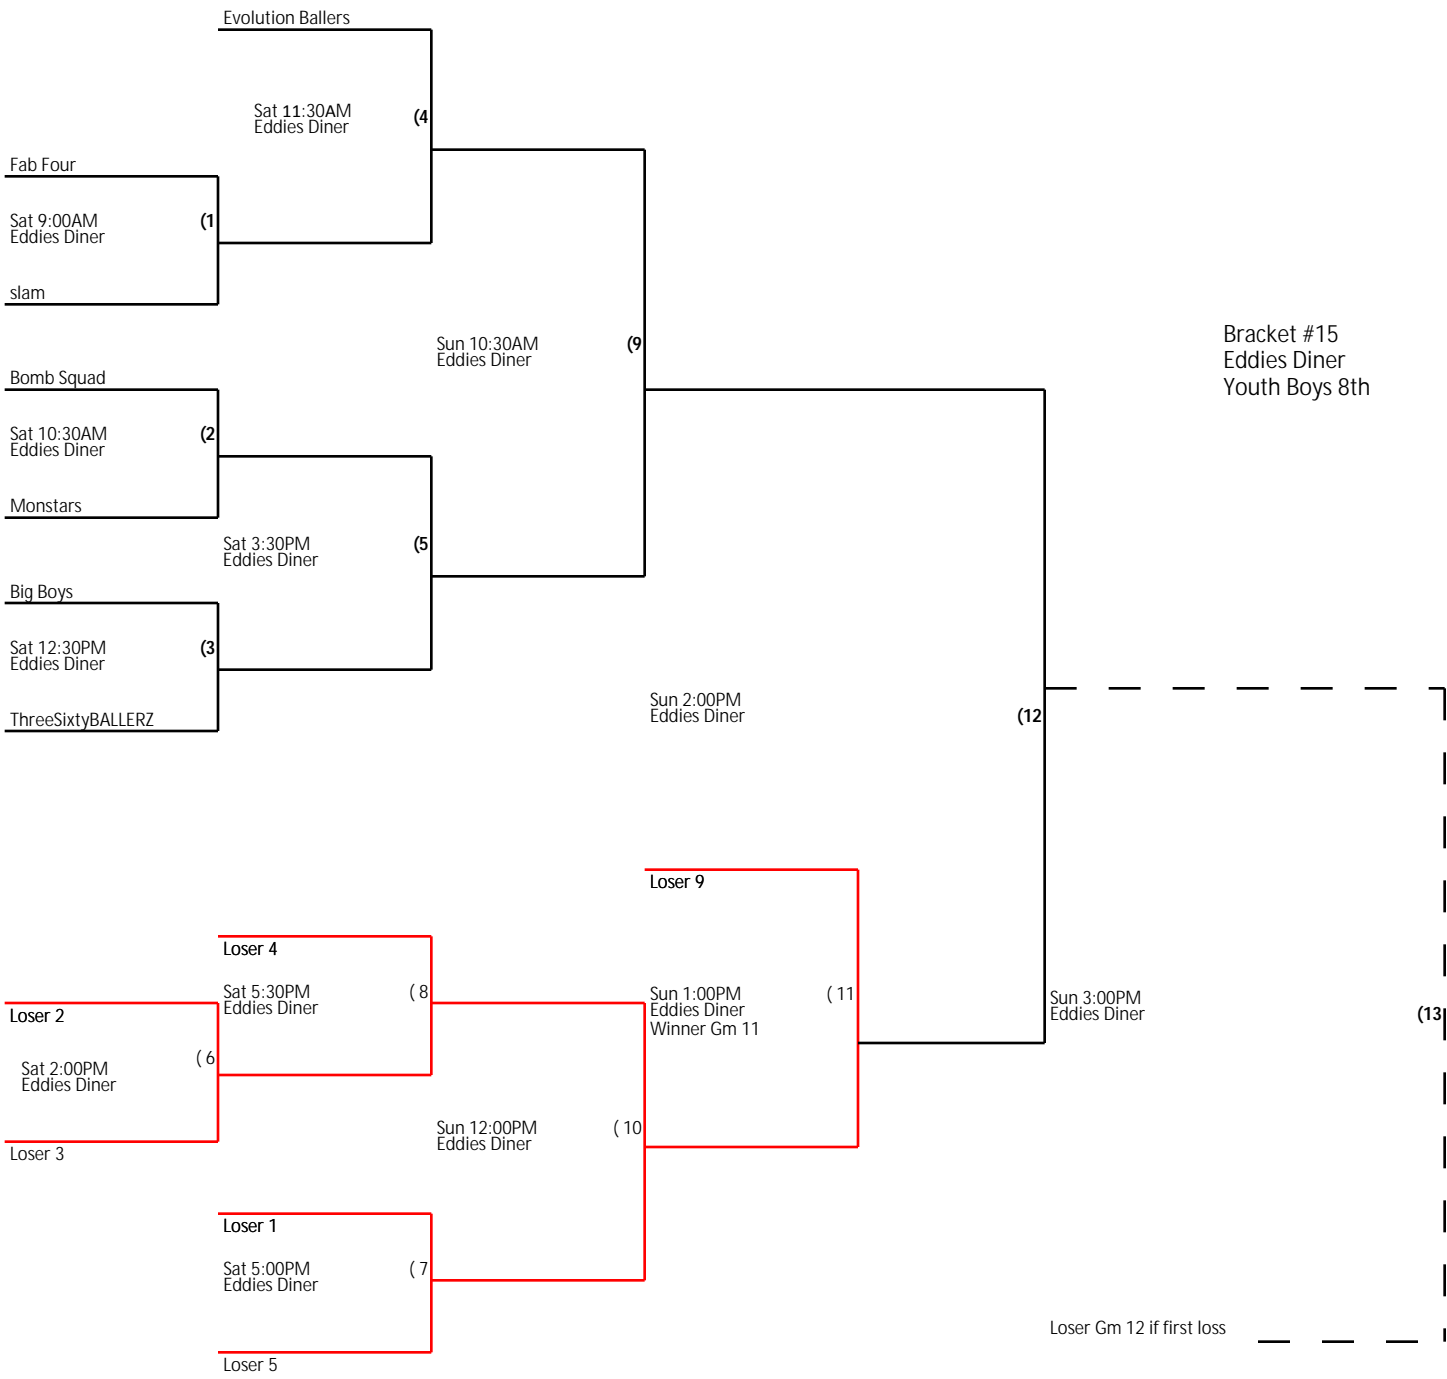 Evolution Ballers
Sat 11:30AM
Eddies Diner
(4
Fab Four
Sat 9:00AM
Eddies Diner
(1
slam
Sun 10:30AM
Eddies Diner
(9
Bracket #15
Eddies Diner
Youth Boys 8th
Bomb Squad
Sat 10:30AM
Eddies Diner
(2
Monstars
Sat 3:30PM
Eddies Diner
(5
Big Boys
Sat 12:30PM
Eddies Diner
(3
ThreeSixtyBALLERZ
Sun 2:00PM
Eddies Diner
(12
Loser 9
Loser 4
Sat 5:30PM
Eddies Diner
( 8
Sun 1:00PM
Eddies Diner
Winner Gm 11
( 11
Sun 3:00PM
Eddies Diner
(13
Loser 2
Sat 2:00PM
Eddies Diner
( 6
Loser 3
Sun 12:00PM
Eddies Diner
( 10
Loser 1
Sat 5:00PM
Eddies Diner
( 7
Loser 5
Loser Gm 12 if first loss